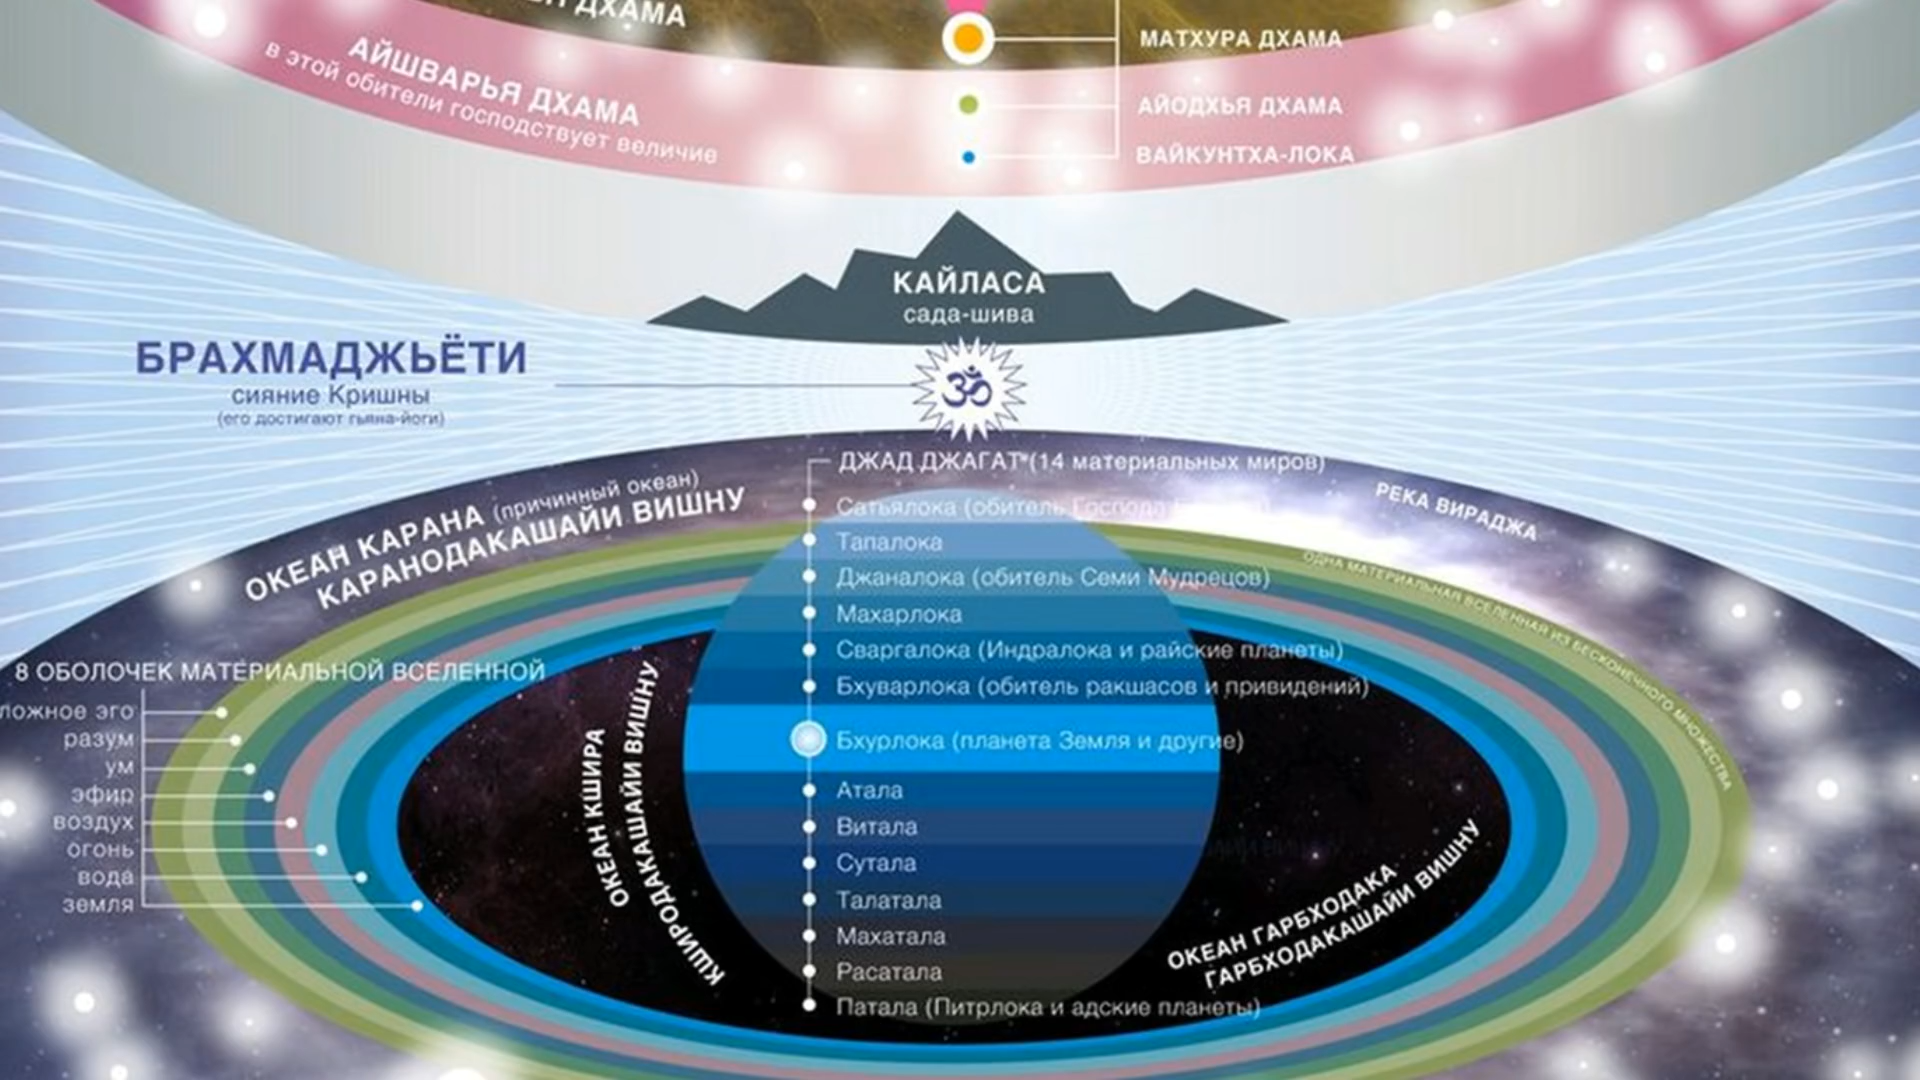 ДХАМА
МАТХУРА ДХАМА
АЙШВАРЬЯ ДХАМА
в этой обители господствует величие
АЙОДХЬЯ ДХАМА
ВАЙКУНТХА-ЛОКА
КАЙЛАСА
сада-шива
БРАХМАДЖЬЁТИ
сияние Кришны
(его достигают гьяна-йоги)
ॐ
ДЖАД ДЖАГАТ*(14 материальных миров)
ОКЕАН КАРАНА (причинный океан)
КАРАНОДАКАШАЙИ ВИШНУ
РЕКА ВИРАДЖА
ОДНА МАТЕРИАЛЬНАЯ ВСЕЛЕННАЯ ИЗ БЕСКОНЕЧНОГО МНОЖЕСТВА
Сатьялока (обитель Господа
Тапалока
Джаналока (обитель Семи Мудрецов)
Махарлока
Сваргалока (Индралока и райские планеты)
Бхуварлока (обитель ракшасов и привидений)
Бхурлока (планета Земля и другие)
Атала
Витала
Сутала
Талатала
Махатала
Расатала
Патала (Питрлока и адские планеты)
8 ОБОЛОЧЕК МАТЕРИАЛЬНОЙ ВСЕЛЕННОЙ
ложное эго
разум
ум
эфир
воздух
огонь
вода
земля
ОКЕАН КШИРА
КШИРОДАКАШАЙИ ВИШНУ
ОКЕАН ГАРБХОДАКА
ГАРБХОДАКАШАЙИ ВИШНУ